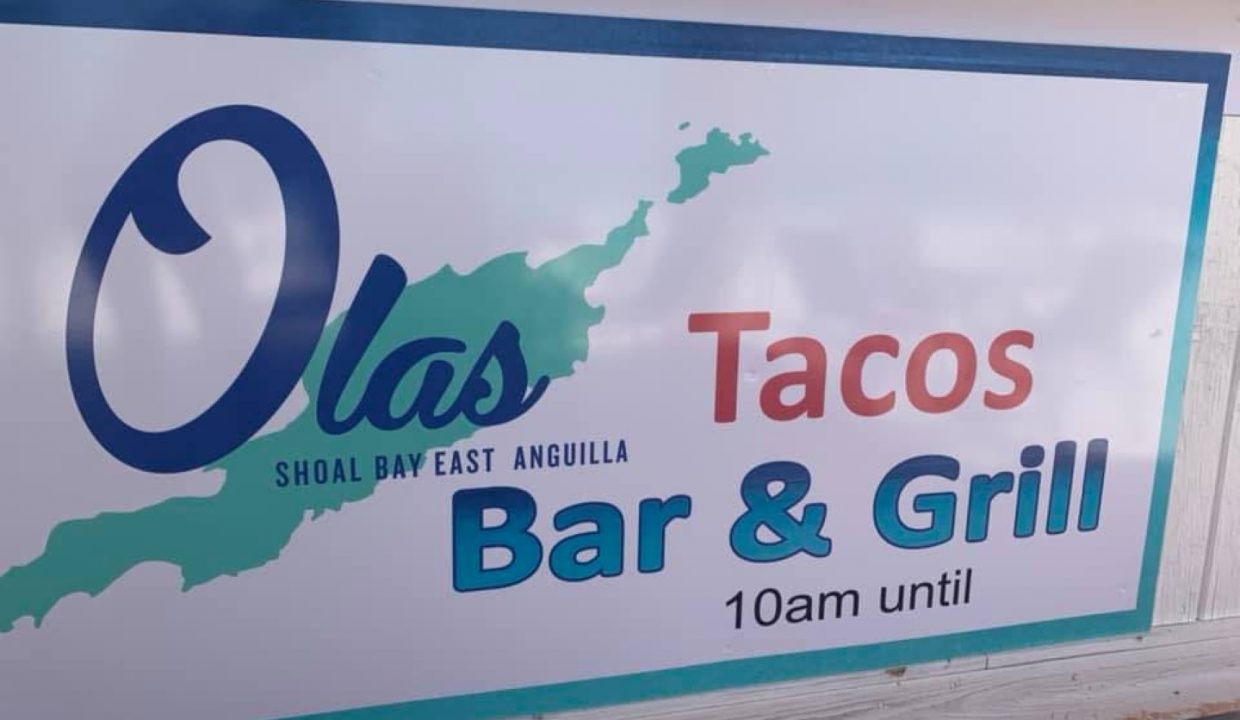 Olas
SHOAL BAY EAST ANGUILLA
Tacos
Bar & Grill
10am until